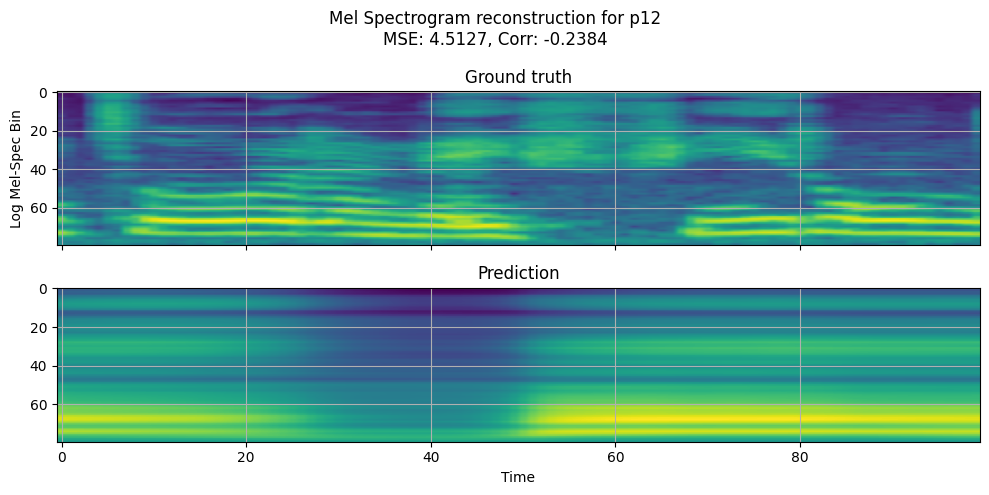 Mel Spectrogram reconstruction for p12
MSE: 4.5127, Corr: -0.2384
Ground truth
0
20
40
60
Log Mel-Spec Bin
Prediction
0
20
40
60
0 20 40 60 80
Time